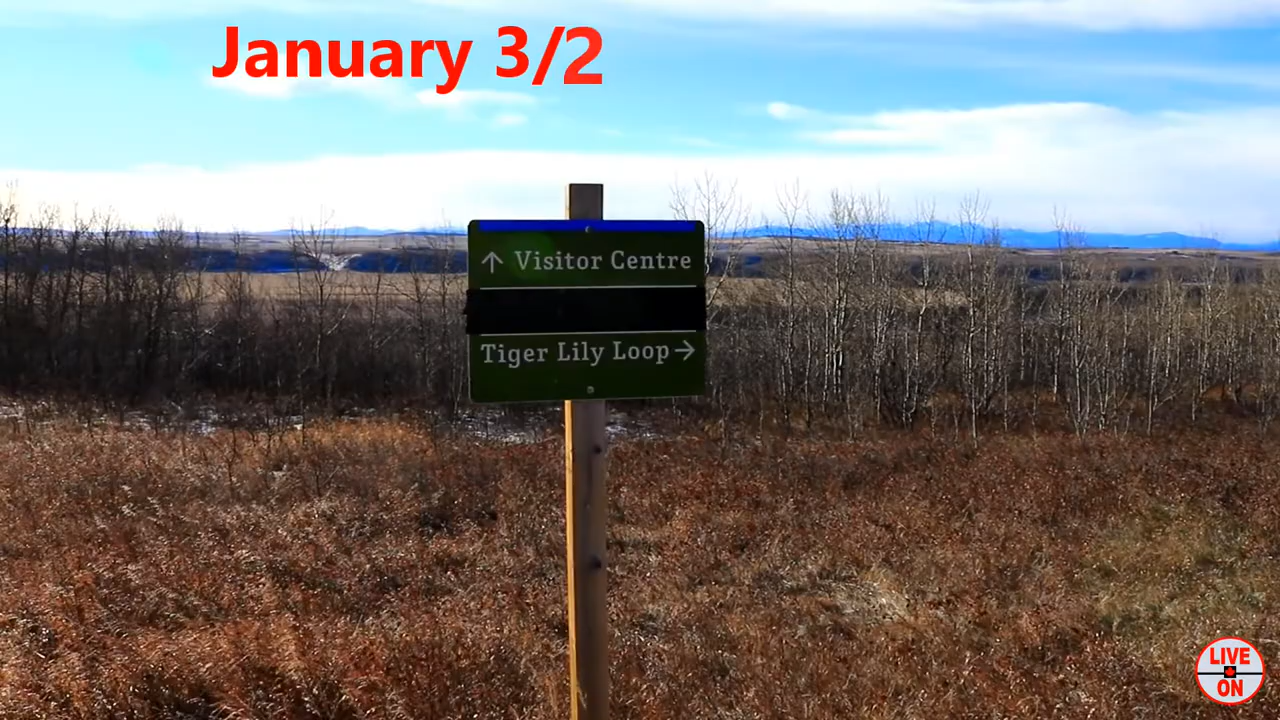 January 3/2
↑ Visitor Centre
Tiger Lily Loop →
LIVE
ON